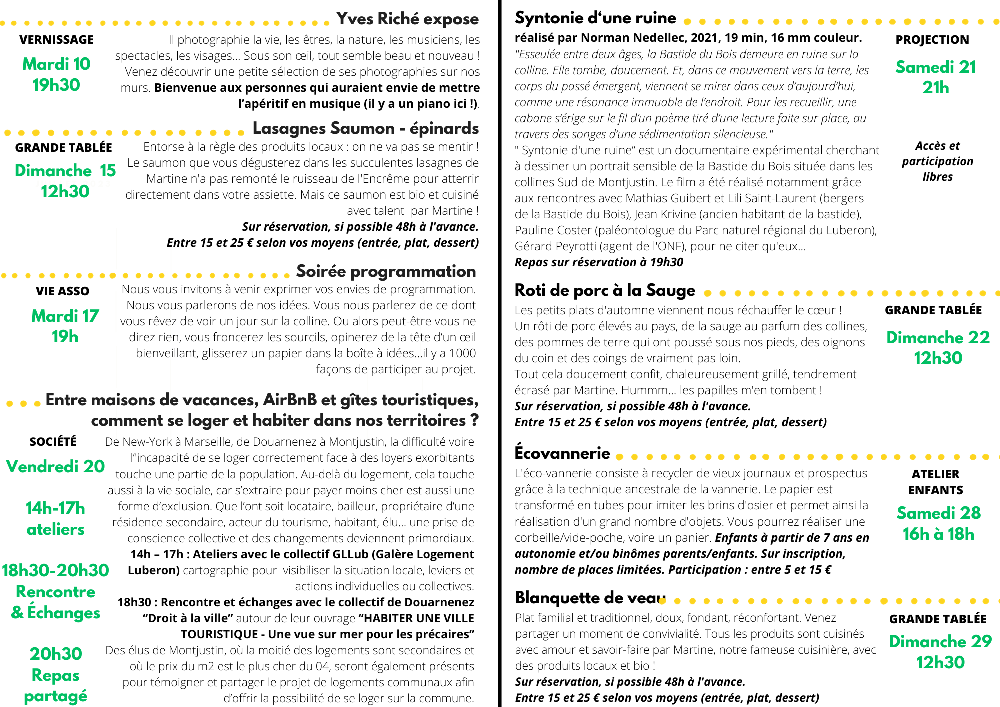 Yves Riché expose
VERNISSAGE
Mardi 10
19h30
Il photographie la vie, les êtres, la nature, les musiciens, les
spectacles, les visages... Sous son œil, tout semble beau et nouveau !
Venez découvrir une petite sélection de ses photographies sur nos
murs. Bienvenue aux personnes qui auraient envie de mettre
l’apéritif en musique (il y a un piano ici !).
Lasagnes Saumon - épinards
GRANDE TABLÉE
Dimanche 15
12h30
Entorse à la règle des produits locaux : on ne va pas se mentir !
Le saumon que vous dégusterez dans les succulentes lasagnes de
Martine n'a pas remonté le ruisseau de l'Encrême pour atterrir
directement dans votre assiette. Mais ce saumon est bio et cuisiné
avec talent par Martine !
Sur réservation, si possible 48h à l'avance.
Entre 15 et 25 € selon vos moyens (entrée, plat, dessert)
Soirée programmation
VIE ASSO
Mardi 17
19h
Nous vous invitons à venir exprimer vos envies de programmation.
Nous vous parlerons de nos idées. Vous nous parlerez de ce dont
vous rêvez de voir un jour sur la colline. Ou alors peut-être vous ne
direz rien, vous froncerez les sourcils, opinerez de la tête d’un œil
bienveillant, glisserez un papier dans la boîte à idées...il y a 1000
façons de participer au projet.
Entre maisons de vacances, AirBnB et gîtes touristiques,
comment se loger et habiter dans nos territoires ?
SOCIÉTÉ
Vendredi 20
14h-17h
ateliers
18h30-20h30
Rencontre
& Échanges
20h30
Repas
partagé
De New-York à Marseille, de Douarnenez à Montjustin, la difficulté voire
l’'incapacité de se loger correctement face à des loyers exorbitants
touche une partie de la population. Au-delà du logement, cela touche
aussi à la vie sociale, car s’extraire pour payer moins cher est aussi une
forme d’exclusion. Que l’ont soit locataire, bailleur, propriétaire d’une
résidence secondaire, acteur du tourisme, habitant, élu... une prise de
conscience collective et des changements deviennent primordiaux.
14h – 17h : Ateliers avec le collectif GLLub (Galère Logement
Luberon) cartographie pour visibiliser la situation locale, leviers et
actions individuelles ou collectives.
18h30 : Rencontre et échanges avec le collectif de Douarnenez
“Droit à la ville” autour de leur ouvrage “HABITER UNE VILLE
TOURISTIQUE - Une vue sur mer pour les précaires”
Des élus de Montjustin, où la moitié des logements sont secondaires et
où le prix du m2 est le plus cher du 04, seront également présents
pour témoigner et partager le projet de logements communaux afin
d’offrir la possibilité de se loger sur la commune.
Syntonie d‘une ruine
réalisé par Norman Nedellec, 2021, 19 min, 16 mm couleur.
"Esseulée entre deux âges, la Bastide du Bois demeure en ruine sur la
colline. Elle tombe, doucement. Et, dans ce mouvement vers la terre, les
corps du passé émergent, viennent se mirer dans ceux d’aujourd’hui,
comme une résonance immuable de l’endroit. Pour les recueillir, une
cabane s’érige sur le fil d’un poème tiré d’une lecture faite sur place, au
travers des songes d’une sédimentation silencieuse."
" Syntonie d'une ruine” est un documentaire expérimental cherchant
à dessiner un portrait sensible de la Bastide du Bois située dans les
collines Sud de Montjustin. Le film a été réalisé notamment grâce
aux rencontres avec Mathias Guibert et Lili Saint-Laurent (bergers
de la Bastide du Bois), Jean Krivine (ancien habitant de la bastide),
Pauline Coster (paléontologue du Parc naturel régional du Luberon),
Gérard Peyrotti (agent de l'ONF), pour ne citer qu'eux...
Repas sur réservation à 19h30
PROJECTION
Samedi 21
21h
Accès et
participation
libres
Roti de porc à la Sauge
Les petits plats d'automne viennent nous réchauffer le cœur !
Un rôti de porc élevés au pays, de la sauge au parfum des collines,
des pommes de terre qui ont poussé sous nos pieds, des oignons
du coin et des coings de vraiment pas loin.
Tout cela doucement confit, chaleureusement grillé, tendrement
écrasé par Martine. Hummm... les papilles m'en tombent !
Sur réservation, si possible 48h à l'avance.
Entre 15 et 25 € selon vos moyens (entrée, plat, dessert)
GRANDE TABLÉE
Dimanche 22
12h30
Écovannerie
L'éco-vannerie consiste à recycler de vieux journaux et prospectus
grâce à la technique ancestrale de la vannerie. Le papier est
transformé en tubes pour imiter les brins d'osier et permet ainsi la
réalisation d'un grand nombre d'objets. Vous pourrez réaliser une
corbeille/vide-poche, voire un panier. Enfants à partir de 7 ans en
autonomie et/ou binômes parents/enfants. Sur inscription,
nombre de places limitées. Participation : entre 5 et 15 €
ATELIER
ENFANTS
Samedi 28
16h à 18h
Blanquette de veau
Plat familial et traditionnel, doux, fondant, réconfortant. Venez
partager un moment de convivialité. Tous les produits sont cuisinés
avec amour et savoir-faire par Martine, notre fameuse cuisinière, avec
des produits locaux et bio !
Sur réservation, si possible 48h à l'avance.
Entre 15 et 25 € selon vos moyens (entrée, plat, dessert)
GRANDE TABLÉE
Dimanche 29
12h30